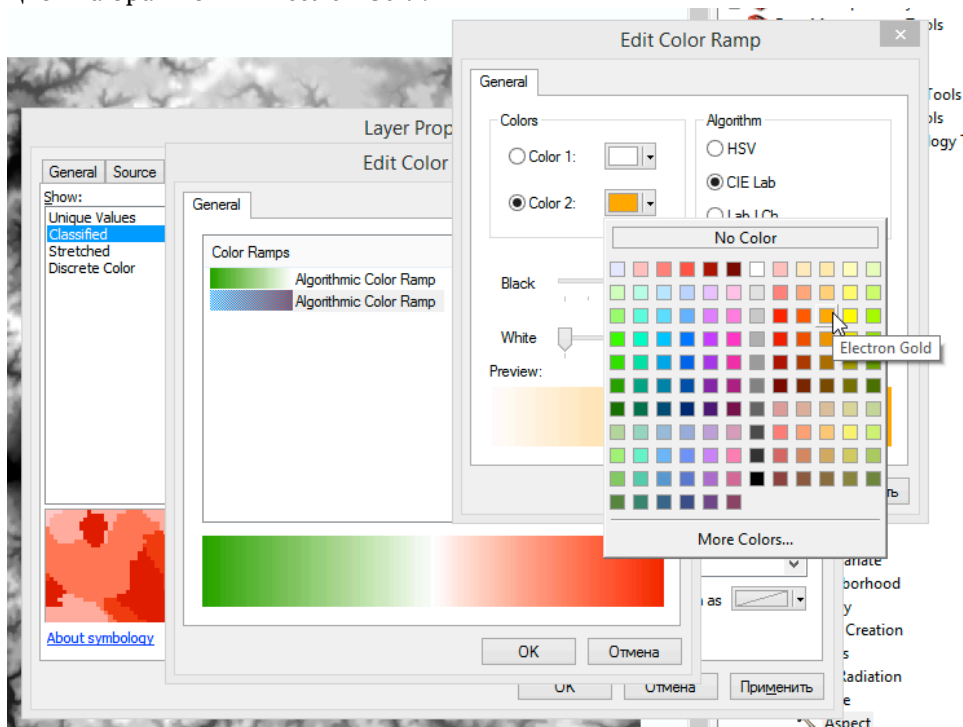 Edit Color Ramp
General
Colors
Color 1:
Color 2:
Algorithm
HSV
CIE Lab
Lab LCh
Black
White
Preview:
No Color
Electron Gold
More Colors...
Layer Prop
General Source
Show:
Unique Values
Classified
Stretched
Discrete Color
About symbology
Edit Color
General
Color Ramps
Algorithmic Color Ramp
Algorithmic Color Ramp
OK Отмена
OK Отмена Применить
as
ols
Tools
ols
logy T
borhood
y
Creation
s
Radiation
e
Aspect